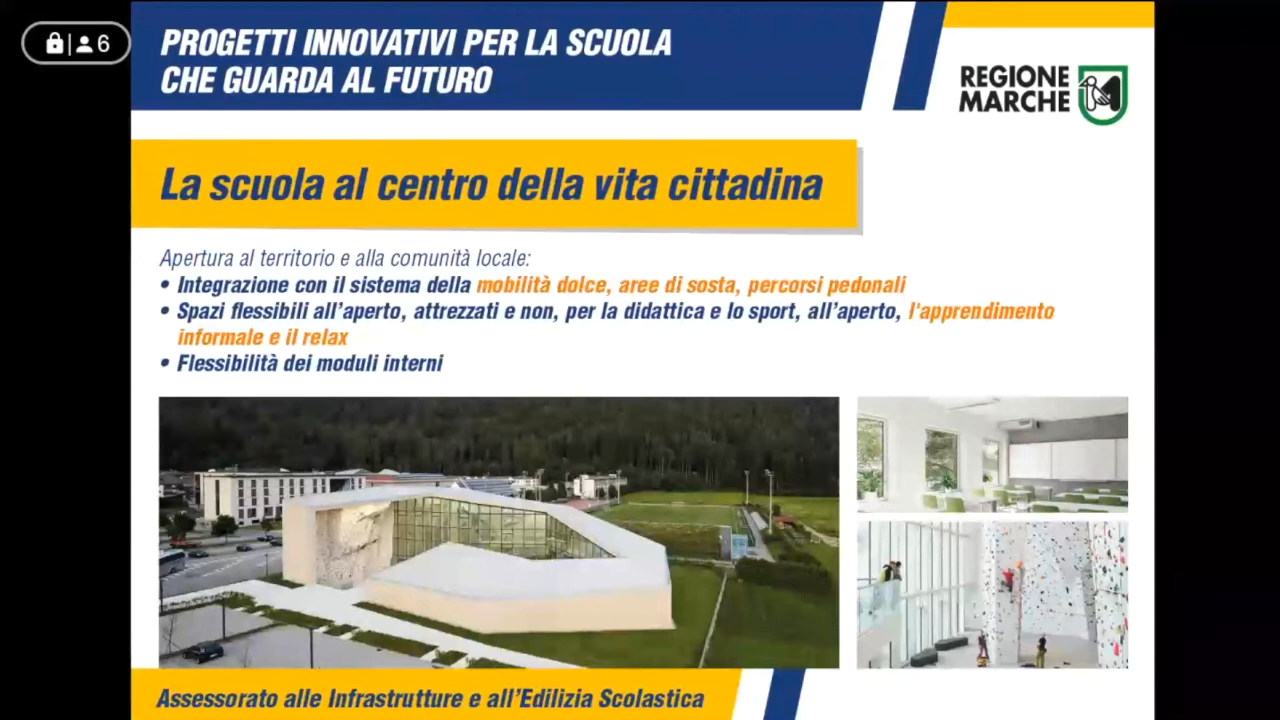 6
PROGETTI INNOVATIVI PER LA SCUOLA
CHE GUARDA AL FUTURO
REGIONE
MARCHE
La scuola al centro della vita cittadina
Apertura al territorio e alla comunità locale:
• Integrazione con il sistema della mobilità dolce, aree di sosta, percorsi pedonali
• Spazi flessibili all'aperto, attrezzati e non, per la didattica e lo sport, all'aperto, l'apprendimento
informale e il relax
• Flessibilità dei moduli interni
Assessorato alle Infrastrutture e all'Edilizia Scolastica